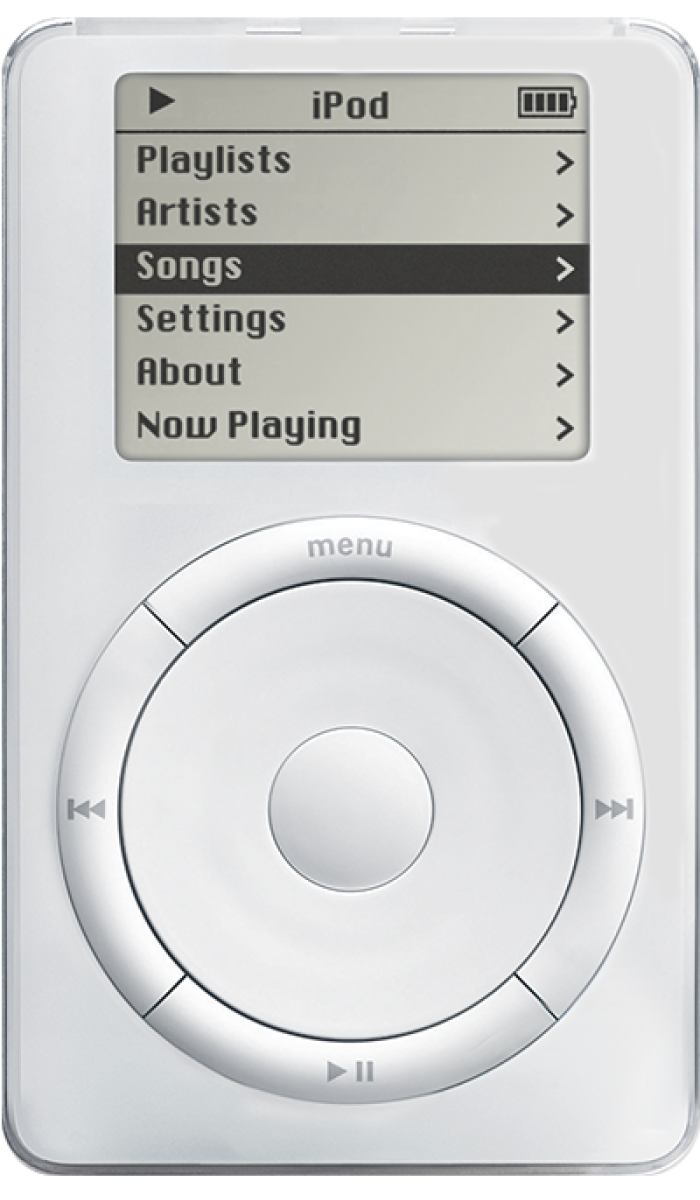 iPod
Playlists >
Artists >
Songs >
Settings >
About >
Now Playing >
menu